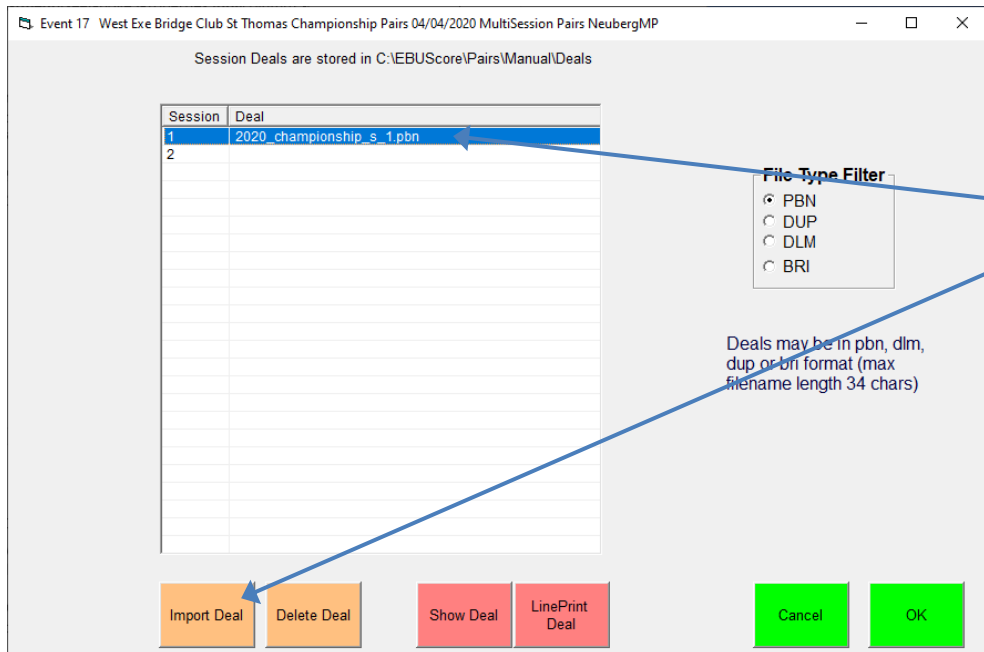 Event 17 West Exe Bridge Club St Thomas Championship Pairs 04/04/2020 MultiSession Pairs NeubergMP
Session Deals are stored in C:\EBUScore\Pairs\Manual\Deals
Session Deal
1 2020_championship_s_1.pbn
2
File Type Filter
PBN
DUP
DLM
BRI
Deals may be in pbn, dlm,
dup or bri format (max
filename length 34 chars)
Import Deal
Delete Deal
Show Deal
LinePrint
Deal
Cancel
OK